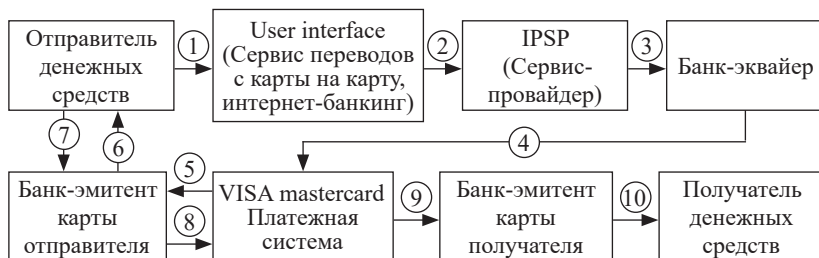 Отправитель
денежных
средств
1
User interface
(Сервис переводов
с карты на карту,
интернет-банкинг)
2
IPSP
(Сервис-
провайдер)
3
Банк-эквайер
7
6
4
Банк-эмитент
карты
отправителя
5
8
VISA mastercard
Платежная
система
9
Банк-эмитент
карты
получателя
10
Получатель
денежных
средств